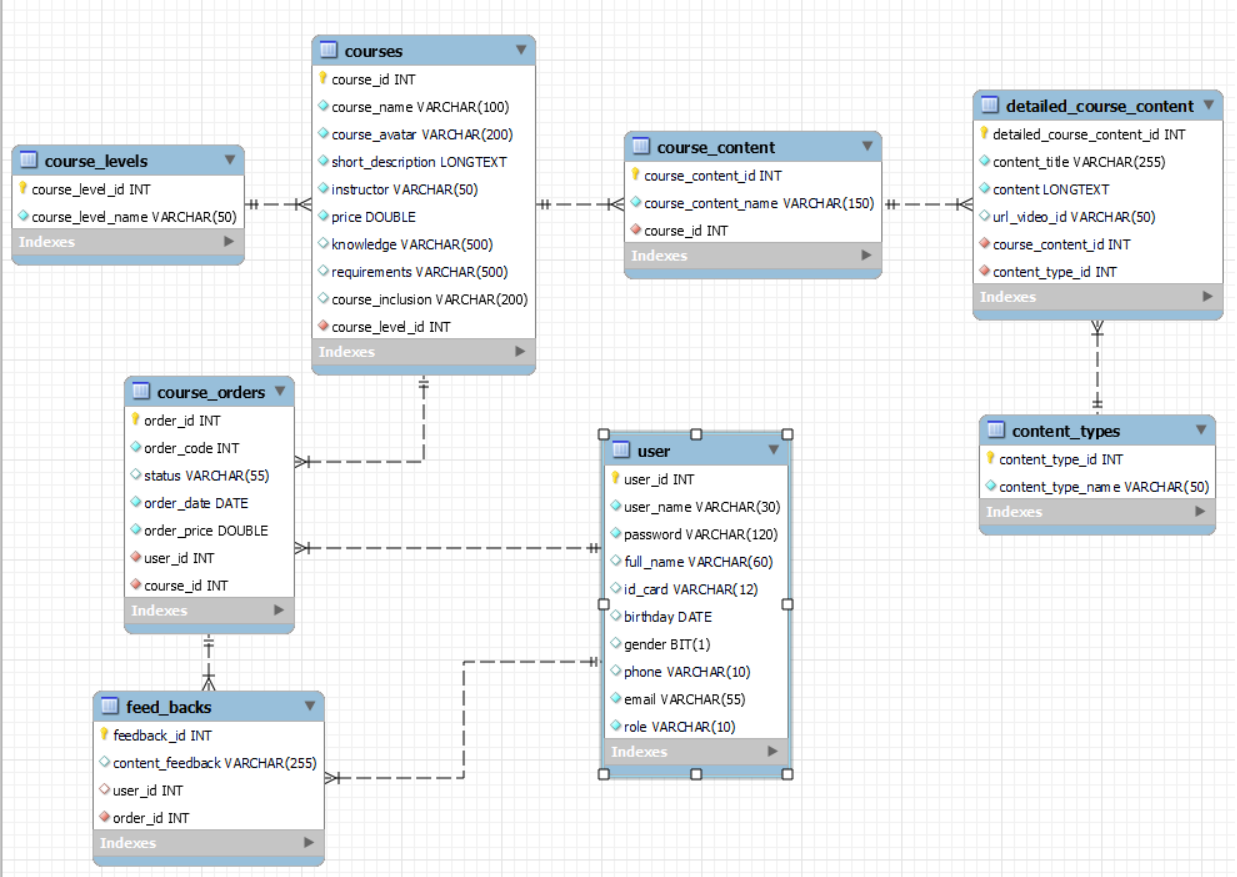 courses
course_id INT
course_name VARCHAR(100)
course_avatar VARCHAR(200)
short_description LONGTEXT
instructor VARCHAR(50)
price DOUBLE
knowledge VARCHAR(500)
requirements VARCHAR(500)
course_inclusion VARCHAR(200)
course_level_id INT
Indexes
detailed_course_content
detailed_course_content_id INT
content_title VARCHAR(255)
content LONGTEXT
url_video_id VARCHAR(50)
course_content_id INT
content_type_id INT
Indexes
course_content
course_content_id INT
course_content_name VARCHAR(150)
course_id INT
Indexes
course_levels
course_level_id INT
course_level_name VARCHAR(50)
Indexes
course_orders
order_id INT
order_code INT
status VARCHAR(55)
order_date DATE
order_price DOUBLE
user_id INT
course_id INT
Indexes
content_types
content_type_id INT
content_type_name VARCHAR(50)
Indexes
user
user_id INT
user_name VARCHAR(30)
password VARCHAR(120)
full_name VARCHAR(60)
id_card VARCHAR(12)
birthday DATE
gender BIT(1)
phone VARCHAR(10)
email VARCHAR(55)
role VARCHAR(10)
Indexes
feed_backs
feedback_id INT
content_feedback VARCHAR(255)
user_id INT
order_id INT
Indexes